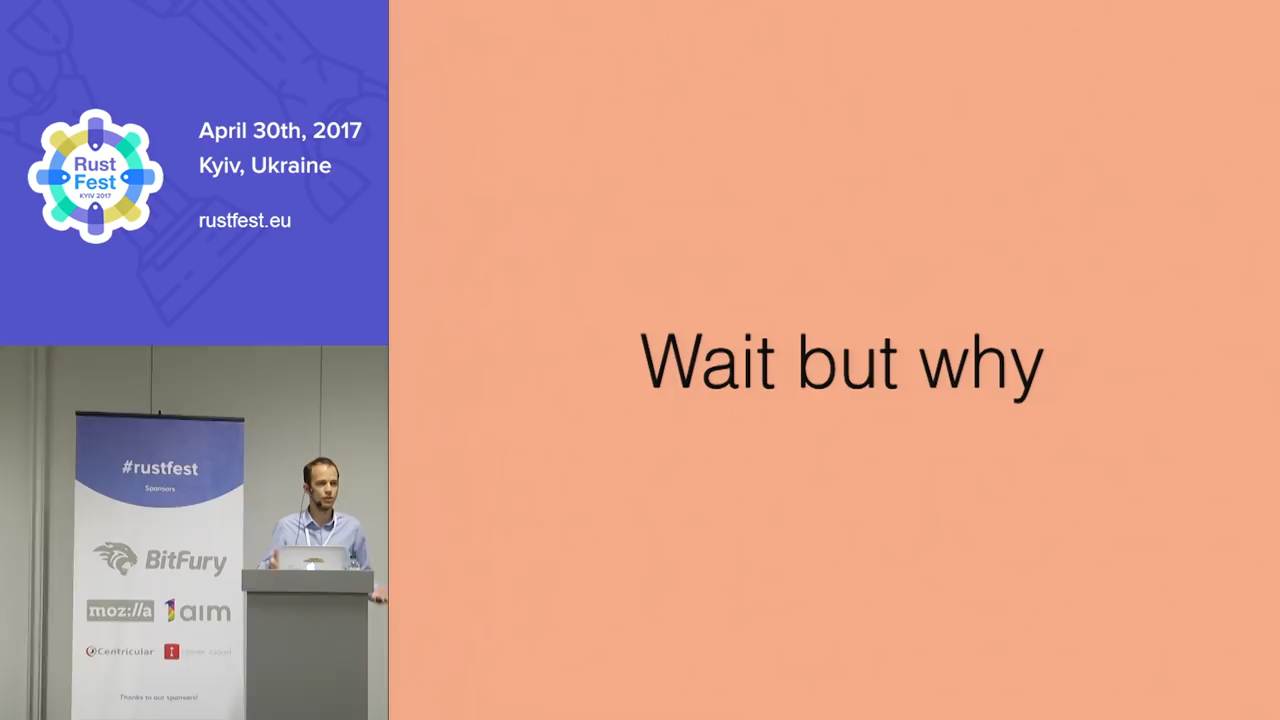 April 30th, 2017
Kyiv, Ukraine
rustfest.eu
Rust
Fest
KYIV 2017
Wait but why
#rustfest
Sponsors
BitFury
moz://a
1aim
Centricular
Thanks to our sponsors!